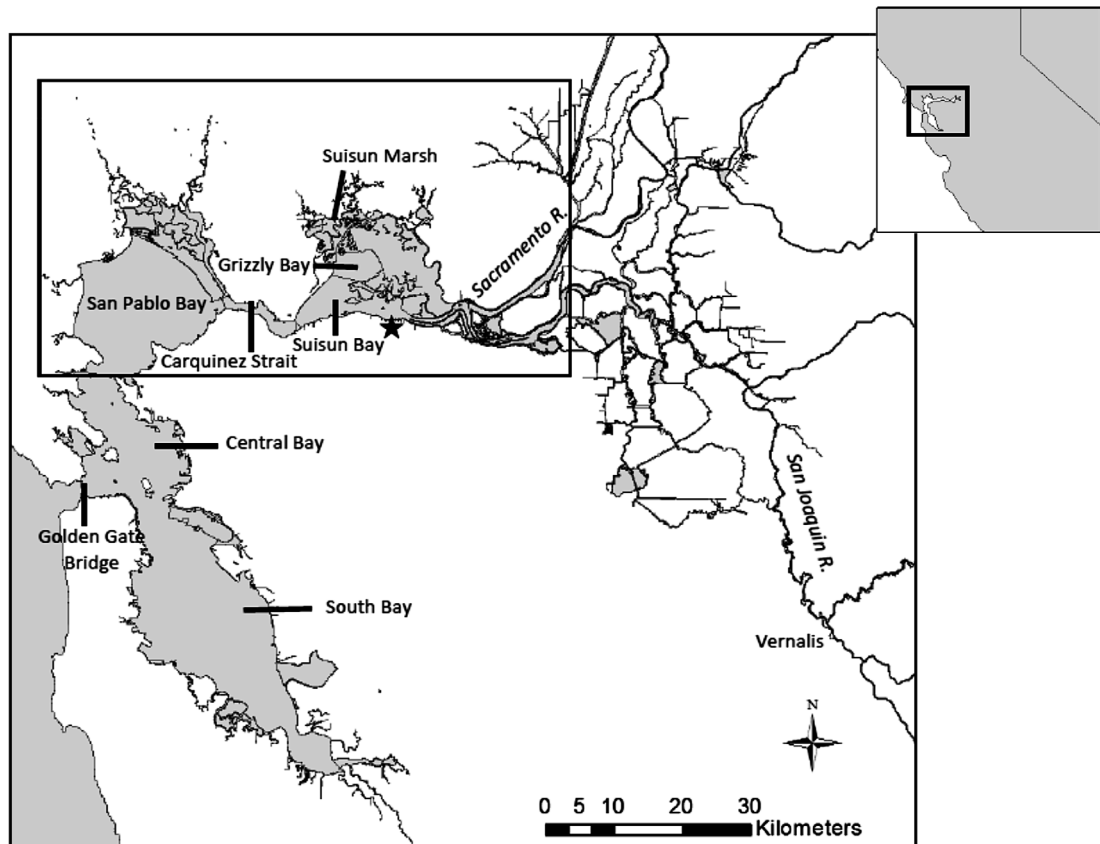 Suisun Marsh
Sacramento R.
Grizzly Bay
San Pablo Bay
Suisun Bay
Carquinez Strait
Central Bay
San Joaquin R.
Golden Gate
Bridge
South Bay
Vernalis
N
0 5 10 20 30
Kilometers